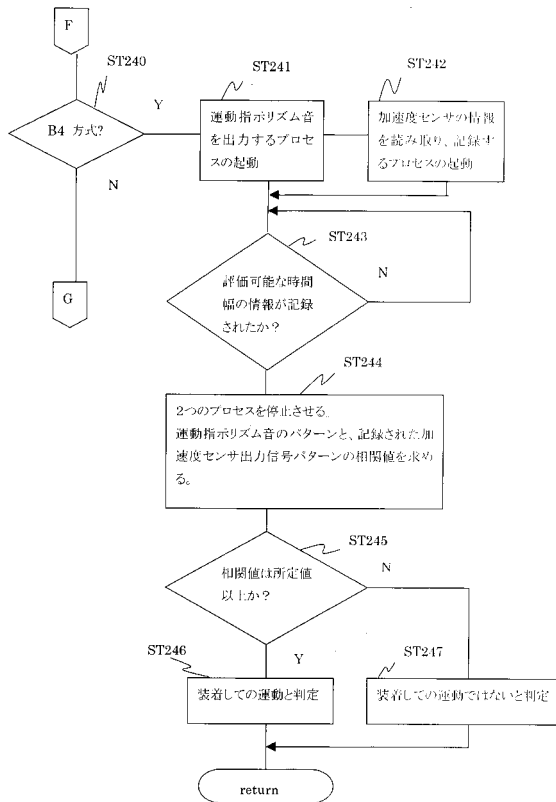 F
ST240
B4 方式?
Y
N
G
ST241
運動指示リズム音
を出力するプロセ
スの起動
ST242
加速度センサの情報
を読み取り、記録す
るプロセスの起動
ST243
評価可能な時間
幅の情報が記録
されたか？
N
ST244
2つのプロセスを停止させる。
運動指示リズム音のパターンと、記録された加
速度センサ出力信号パターンの相関値を求め
る。
ST245
相関値は所定値
以上か？
N
Y
ST246
装着しての運動と判定
ST247
装着しての運動ではないと判定
return